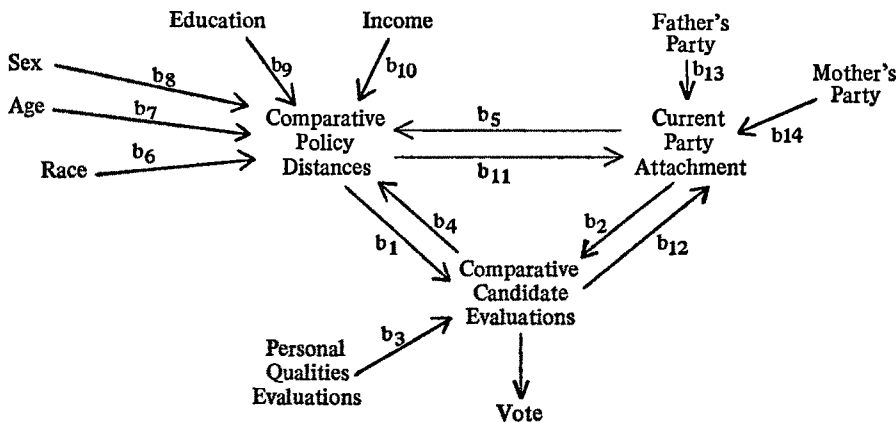 Education
Income
Father's
Party
b13
Mother's
Party
b14
Sex
b8
b9
b10
Age
b7
Race
b6
Comparative
Policy
Distances
b5
b11
Current
Party
Attachment
b4
b1
b2
b12
Comparative
Candidate
Evaluations
b3
Personal
Qualities
Evaluations
Vote